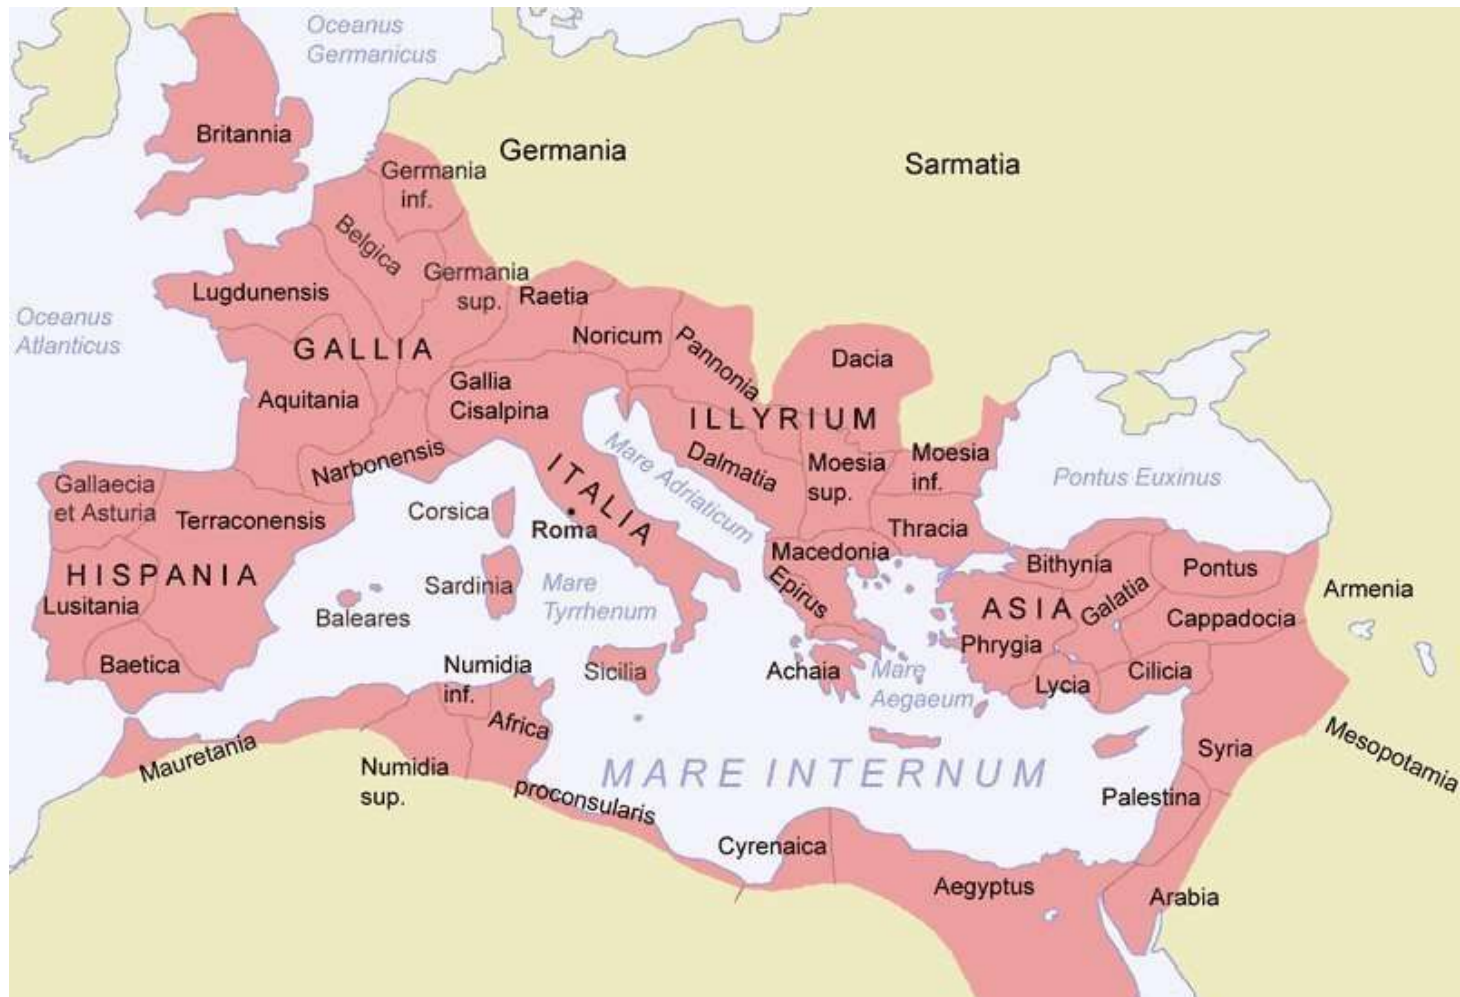 Oceanus
Germanicus
Britannia
Germania
Sarmatia
Germania
inf.
Belgica
Germania
sup.
Lugdunensis
Raetia
Oceanus
Atlanticus
GALLIA
Noricum
Pannonia
Dacia
Gallia
Cisalpina
Aquitania
ILLYRIUM
Narbonensis
Mare Adriaticum
Dalmatia
Moesia
sup.
Moesia
inf.
Pontus Euxinus
Gallaecia
et Asturia
Terraconensis
Corsica
ITALIA
Roma
Thracia
Macedonia
Epirus
Bithynia
Pontus
Armenia
HISPANIA
Lusitania
Baleares
Sardinia
Mare
Tyrrhenum
ASIA
Galatia
Cappadocia
Phrygia
Baetica
Numidia
inf.
Sicilia
Achaia
Mare
Aegaeum
Lycia
Cilicia
Africa
Mauretania
Numidia
sup.
proconsularis
MARE INTERNUM
Syria
Mesopotamia
Palestina
Cyrenaica
Aegyptus
Arabia